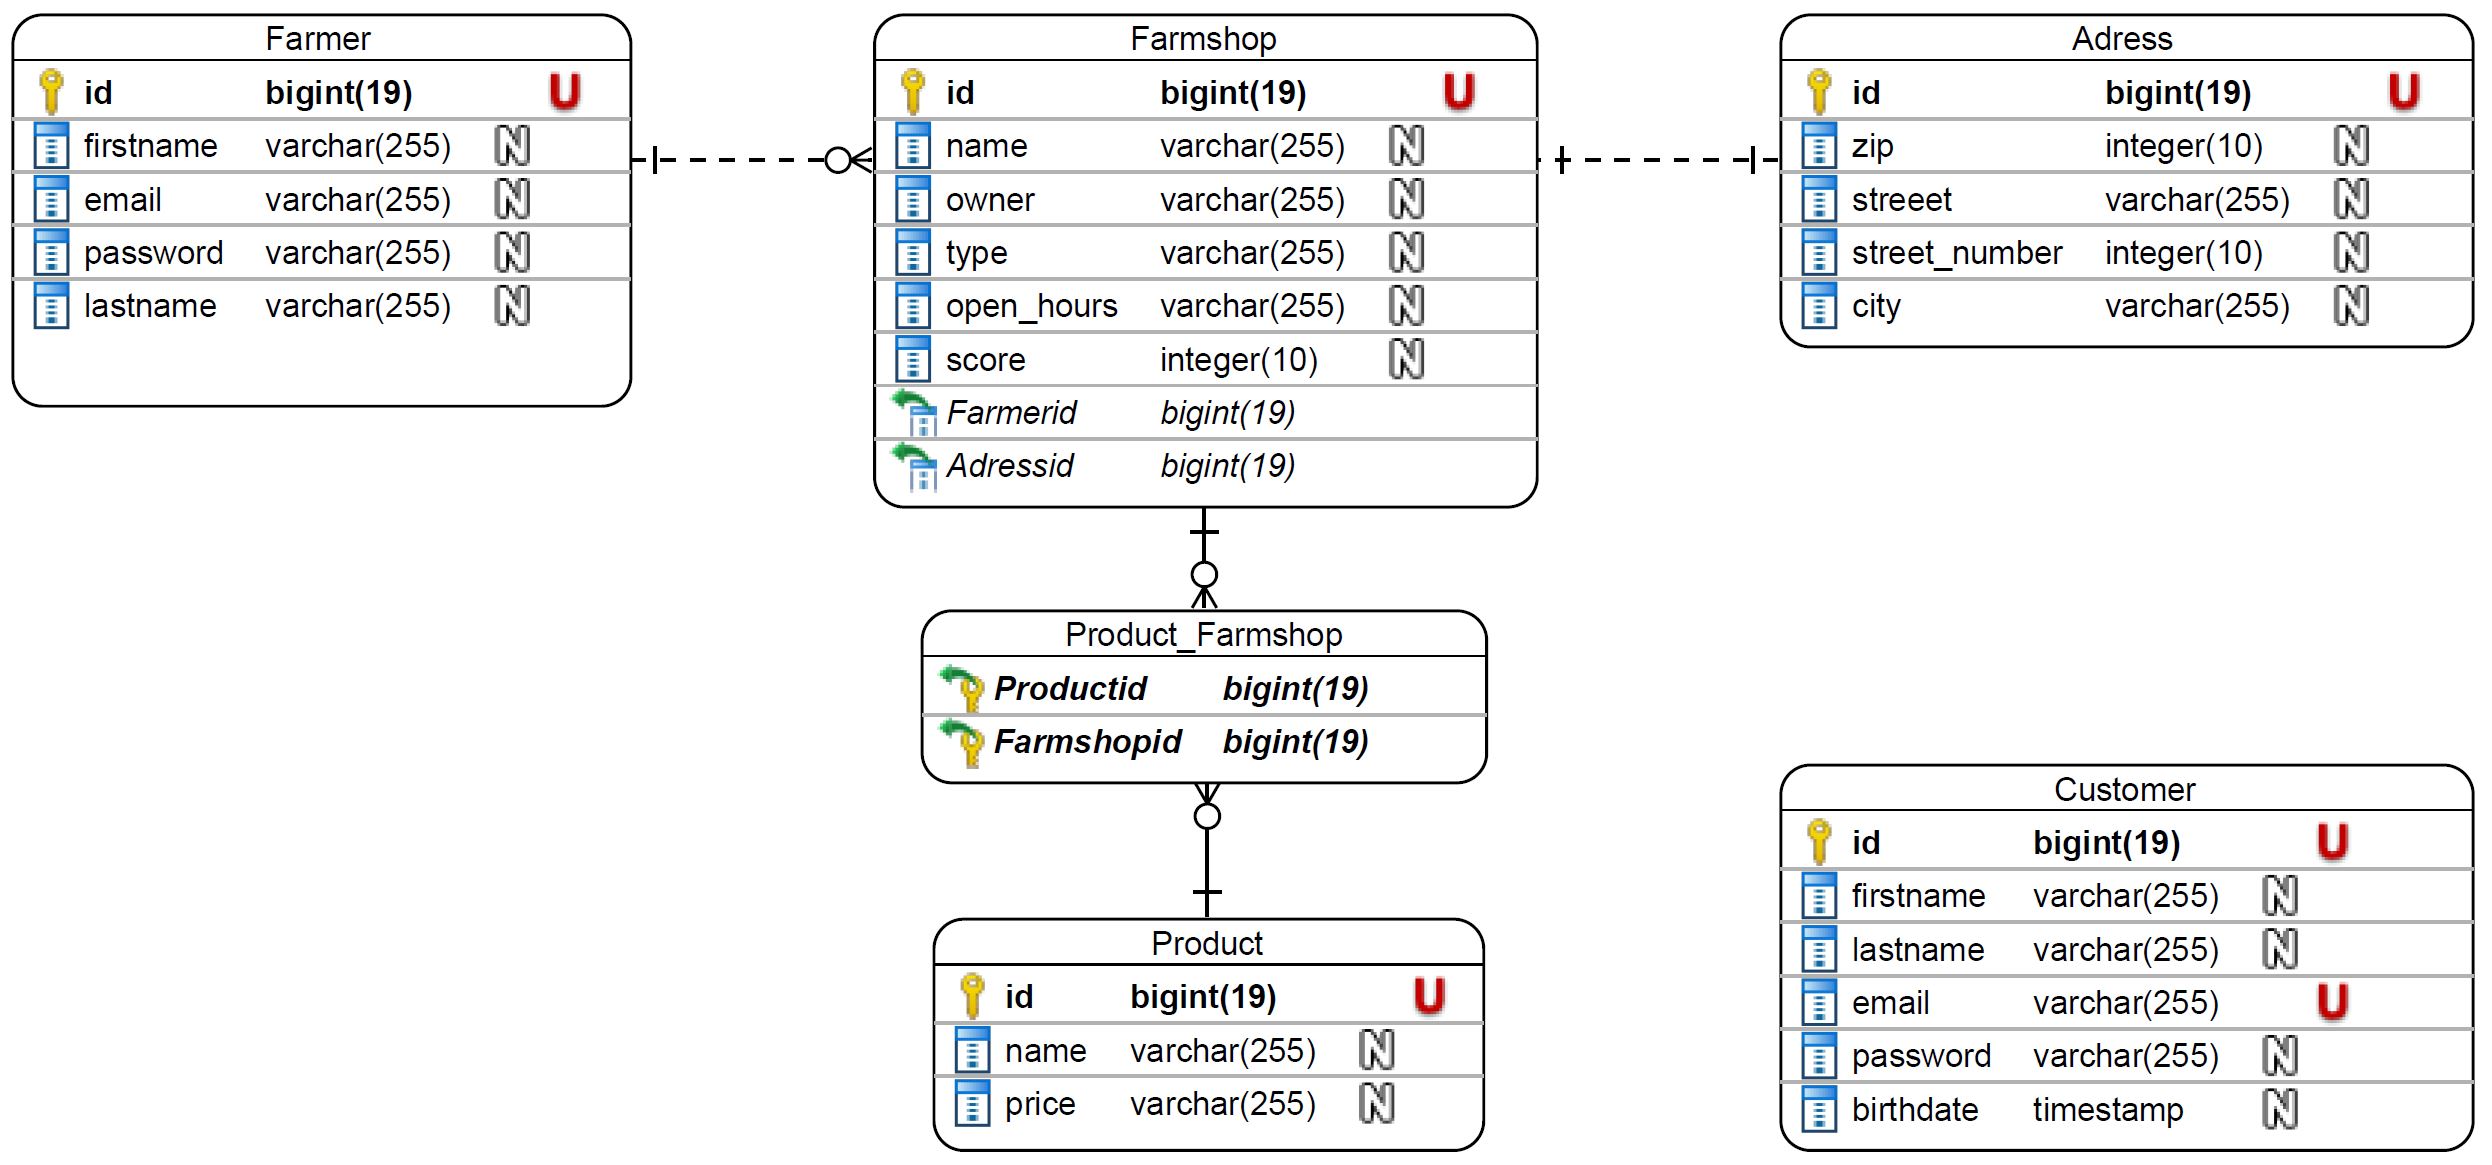 Farmer
id bigint(19) U
firstname varchar(255) N
email varchar(255) N
password varchar(255) N
lastname varchar(255) N
Farmshop
id bigint(19) U
name varchar(255) N
owner varchar(255) N
type varchar(255) N
open_hours varchar(255) N
score integer(10) N
Farmerid bigint(19)
Adressid bigint(19)
Adress
id bigint(19) U
zip integer(10) N
streeet varchar(255) N
street_number integer(10) N
city varchar(255) N
Product_Farmshop
Productid bigint(19)
Farmshopid bigint(19)
Product
id bigint(19) U
name varchar(255) N
price varchar(255) N
Customer
id bigint(19) U
firstname varchar(255) N
lastname varchar(255) N
email varchar(255) U
password varchar(255) N
birthdate timestamp N